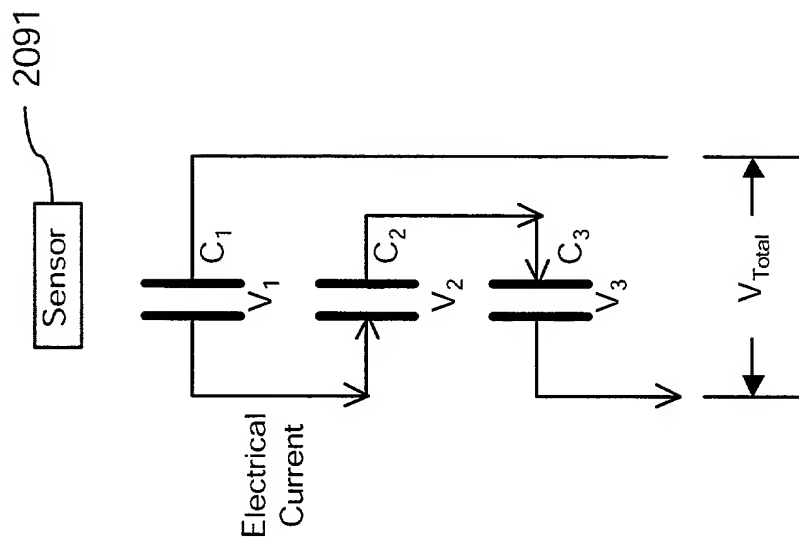 2091
Sensor
C1
V1
C2
V2
C3
V3
Electrical
Current
VTotal